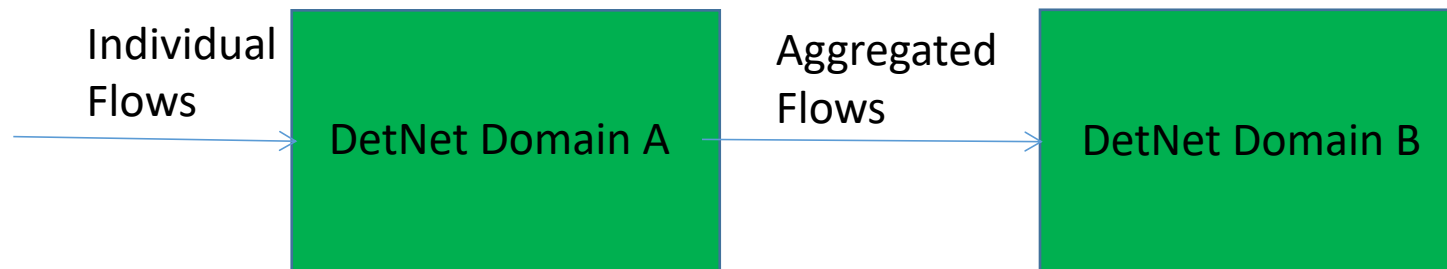 Individual
Flows
DetNet Domain A
Aggregated
Flows
DetNet Domain B